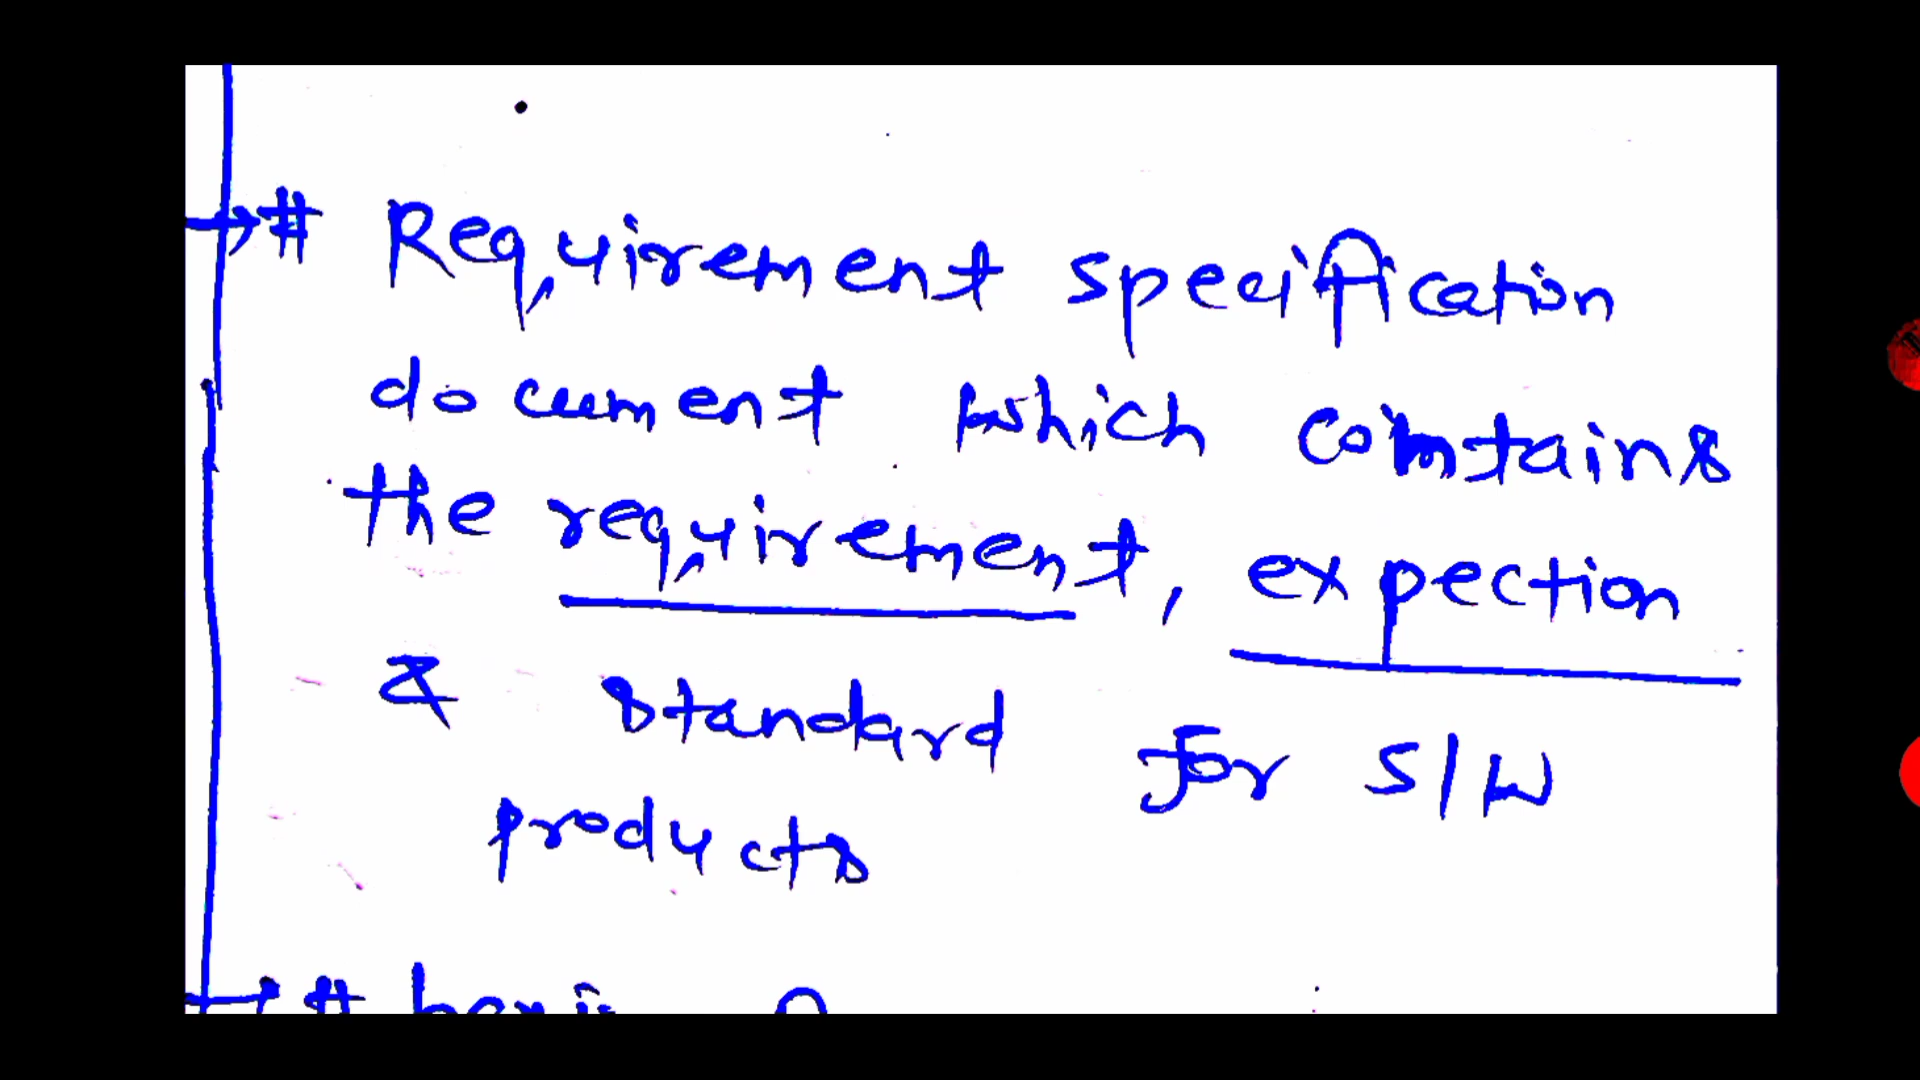 # Requirement specification
document which contains
the requirement, expection
& standard for S/W
products
#